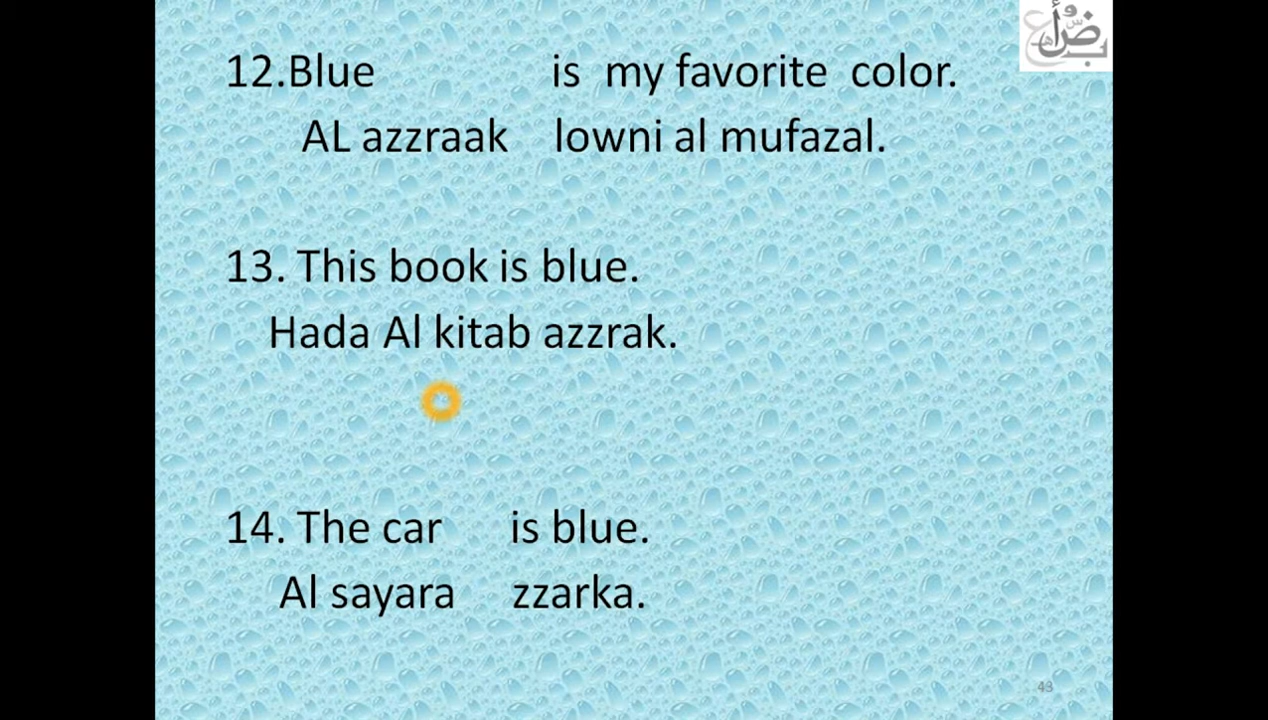 12.Blue is my favorite color.
AL azzraak lowni al mufazal.
13. This book is blue.
Hada Al kitab azzrak.
14. The car is blue.
Al sayara zzarka.
43